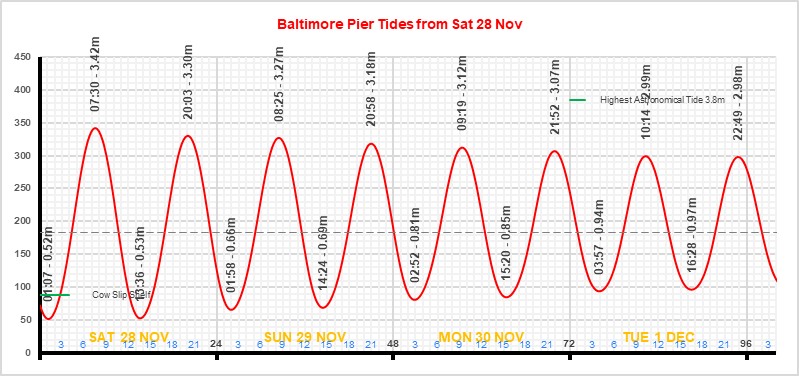 Baltimore Pier Tides from Sat 28 Nov
450
400
350
300
250
200
150
100
50
0
07:30 - 3.42m
20:03 - 3.30m
08:25 - 3.27m
20:58 - 3.18m
09:19 - 3.12m
21:52 - 3.07m
10:14 - 2.99m
22:49 - 2.98m
Highest Astronomical Tide 3.8m
01:07 - 0.52m
13:36 - 0.53m
01:58 - 0.66m
14:24 - 0.69m
02:52 - 0.81m
15:20 - 0.85m
03:57 - 0.94m
16:28 - 0.97m
Cow Slip Shelf
SAT 28 NOV
SUN 29 NOV
MON 30 NOV
TUE 1 DEC
3 6 9 12 15 18 21 24 3 6 9 12 15 18 21 48 3 6 9 12 15 18 21 72 3 6 9 12 15 18 21 96 3